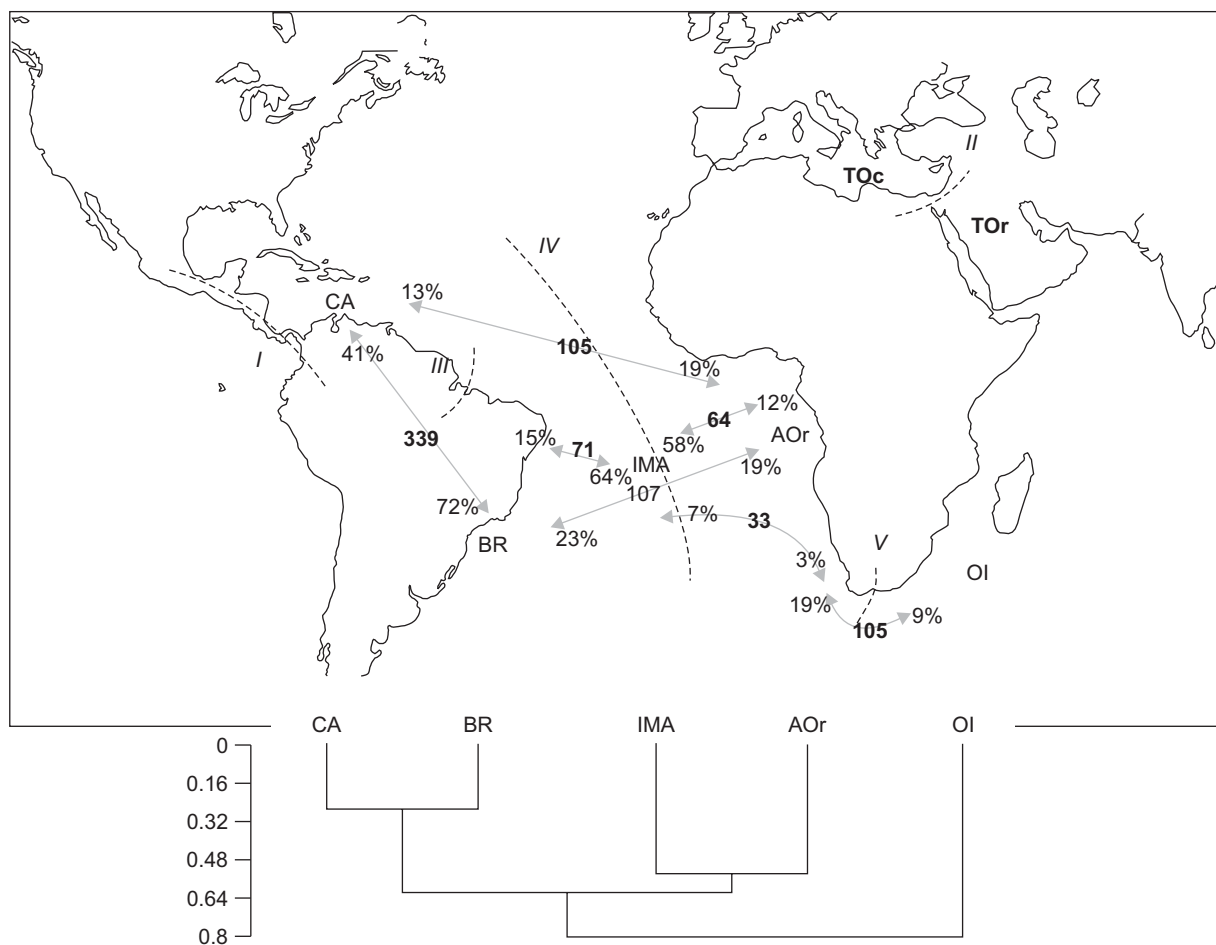 II
TOc
TOr
IV
13%
CA
105
41%
I
III
19%
12%
64
339
15%
71
58%
AOr
IMA
19%
64%
107
72%
7%
33
23%
BR
V
3%
OI
19%
9%
105
CA BR IMA AOr OI
0
0.16
0.32
0.48
0.64
0.8